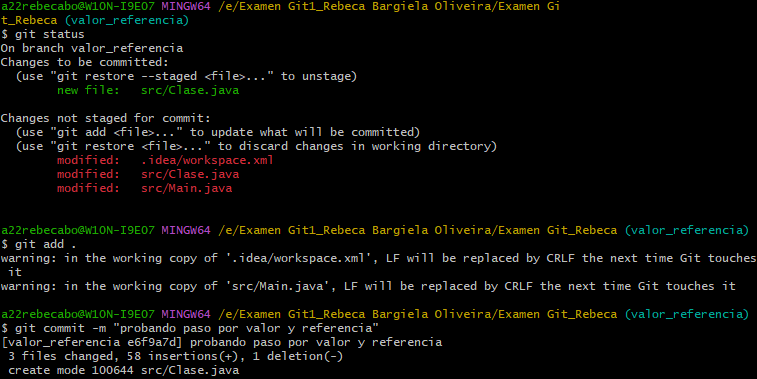 a22rebecabo@W10N-I9E07 MINGW64 /e/Examen Git1_Rebeca Bargiela Oliveira/Examen Gi
t_Rebeca (valor_referencia)
$ git status
On branch valor_referencia
Changes to be committed:
  (use "git restore --staged <file>..." to unstage)
        new file:   src/Clase.java

Changes not staged for commit:
  (use "git add <file>..." to update what will be committed)
  (use "git restore <file>..." to discard changes in working directory)
        modified:   .idea/workspace.xml
        modified:   src/Clase.java
        modified:   src/Main.java


a22rebecabo@W10N-I9E07 MINGW64 /e/Examen Git1_Rebeca Bargiela Oliveira/Examen Git_Rebeca (valor_referencia)
$ git add .
warning: in the working copy of '.idea/workspace.xml', LF will be replaced by CRLF the next time Git touches
 it
warning: in the working copy of 'src/Main.java', LF will be replaced by CRLF the next time Git touches it

a22rebecabo@W10N-I9E07 MINGW64 /e/Examen Git1_Rebeca Bargiela Oliveira/Examen Git_Rebeca (valor_referencia)
$ git commit -m "probando paso por valor y referencia"
[valor_referencia e6f9a7d] probando paso por valor y referencia
 3 files changed, 58 insertions(+), 1 deletion(-)
 create mode 100644 src/Clase.java